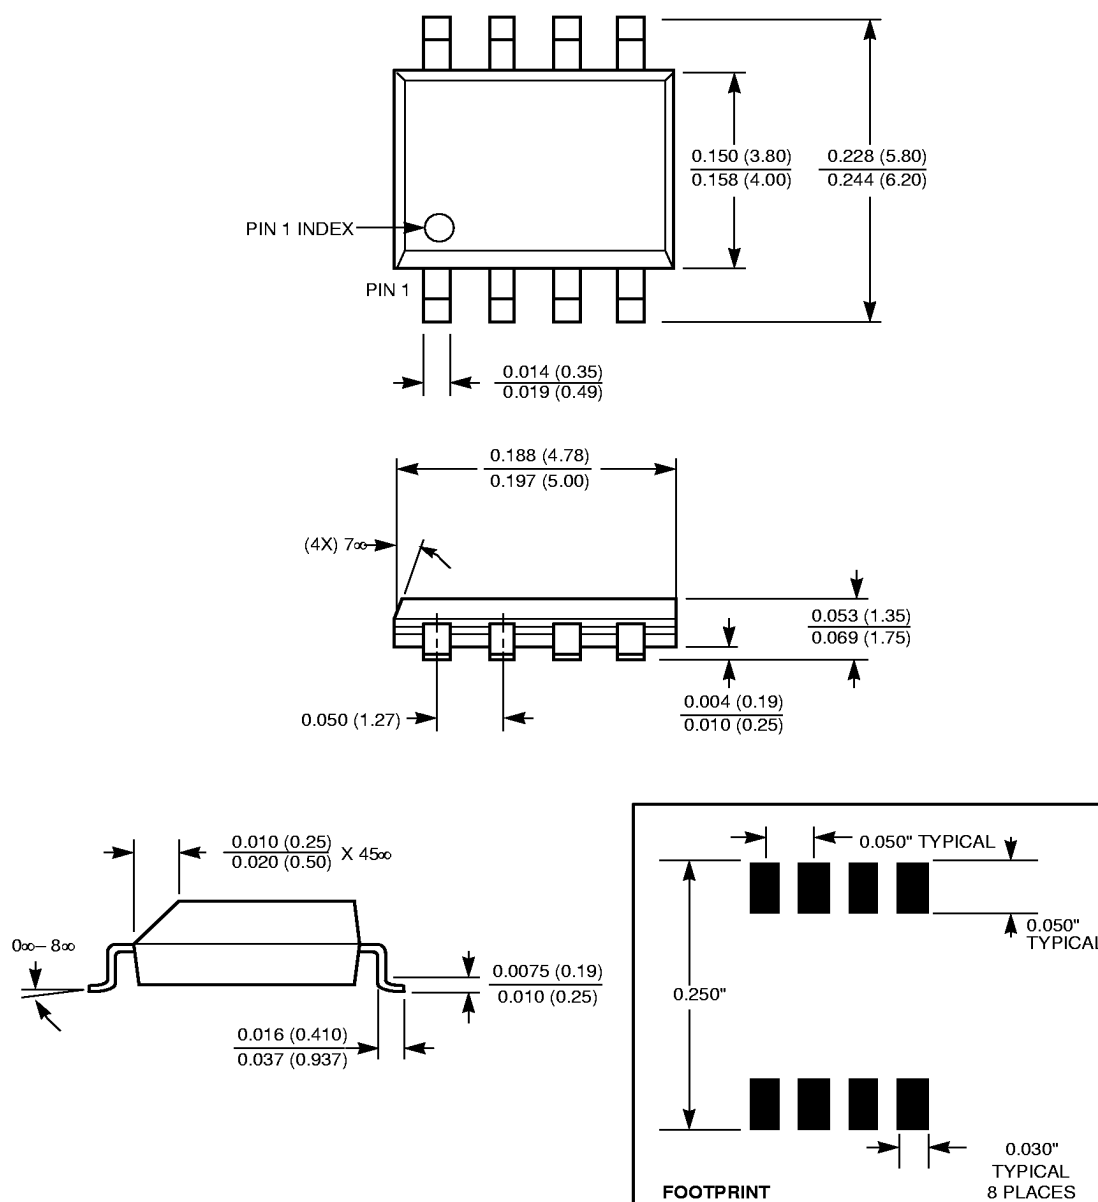 0.150 (3.80)
0.158 (4.00)
0.228 (5.80)
0.244 (6.20)
PIN 1 INDEX
PIN 1
0.014 (0.35)
0.019 (0.49)
0.188 (4.78)
0.197 (5.00)
(4X) 7∞
0.053 (1.35)
0.069 (1.75)
0.004 (0.19)
0.010 (0.25)
0.050 (1.27)
0.010 (0.25)
0.020 (0.50)
X 45∞
0∞– 8∞
0.0075 (0.19)
0.010 (0.25)
0.016 (0.410)
0.037 (0.937)
0.050" TYPICAL
0.050"
TYPICAL
0.250"
0.030"
TYPICAL
8 PLACES
FOOTPRINT